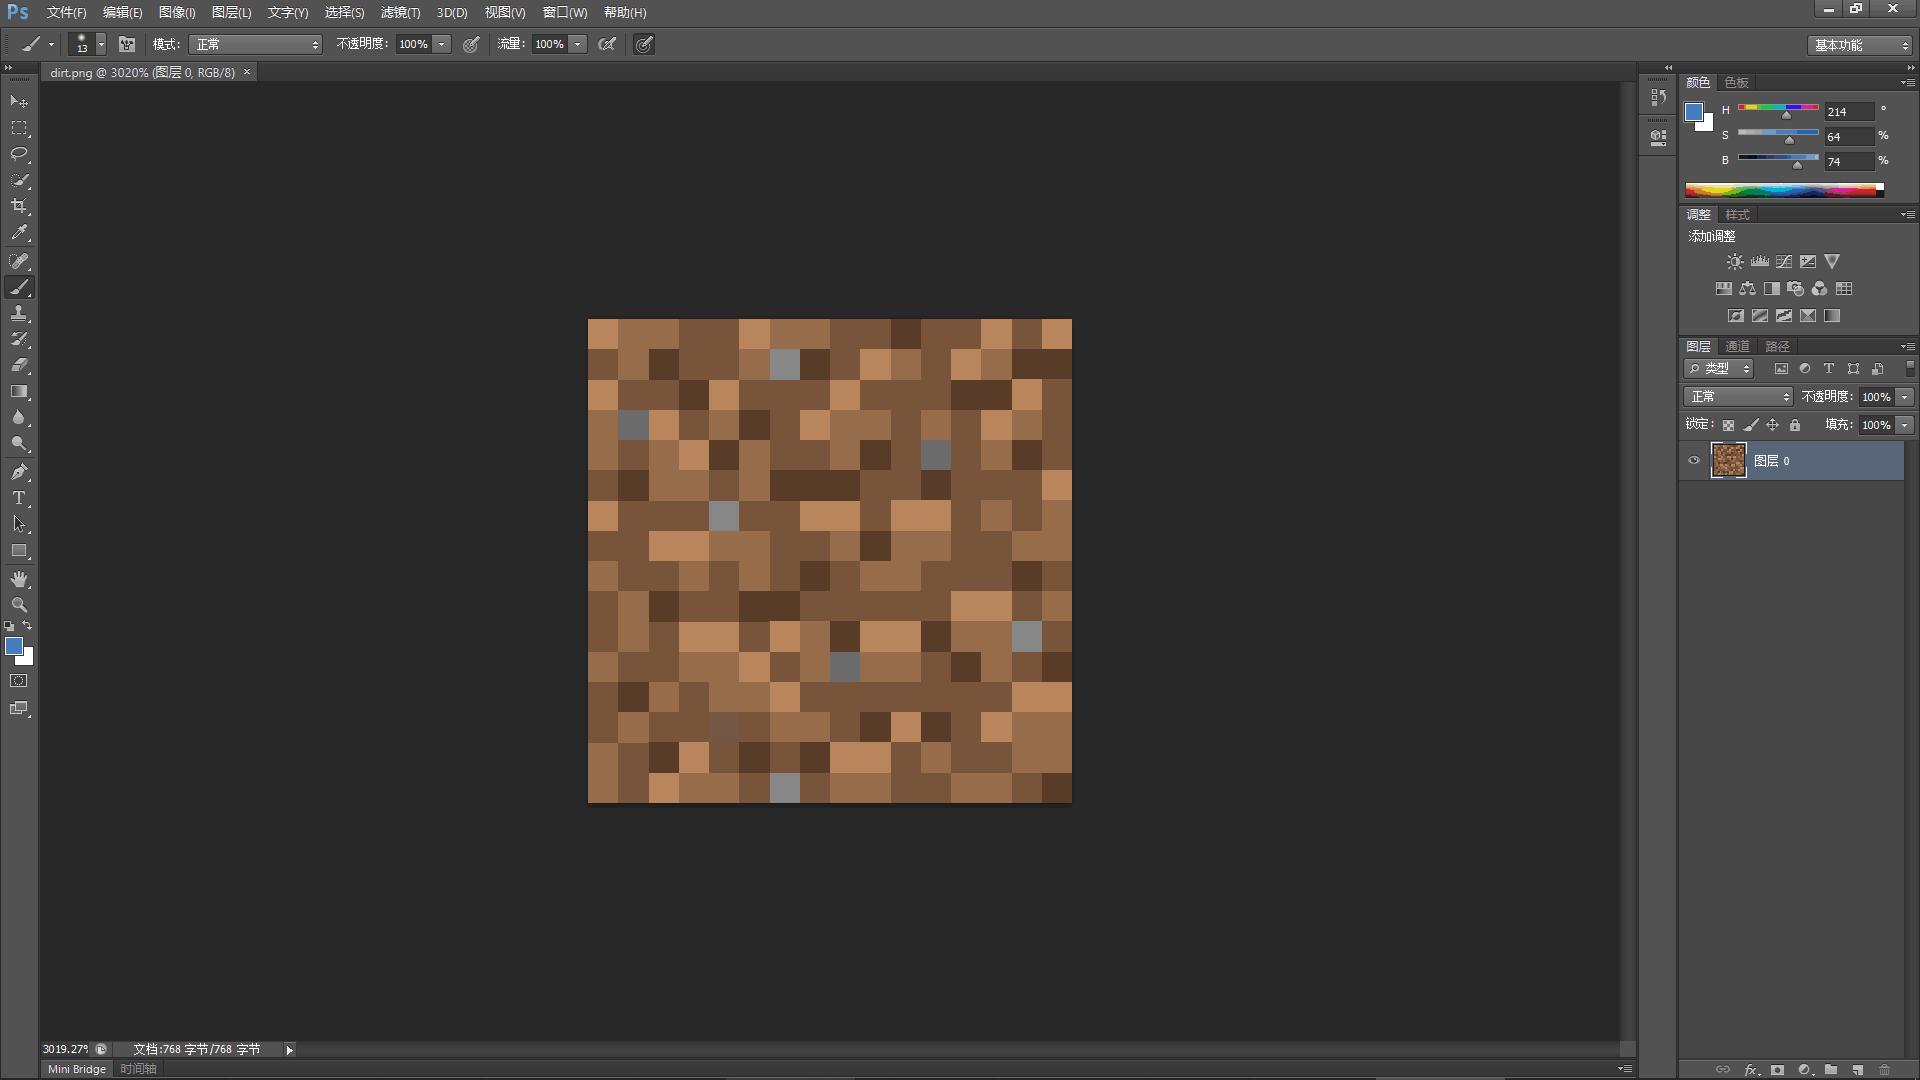 Ps 文件(F) 编辑(E) 图像(I) 图层(L) 文字(Y) 选择(S) 滤镜(T) 3D(D) 视图(V) 窗口(W) 帮助(H)
13 模式: 正常 不透明度: 100% 流量: 100% 基本功能
dirt.png @ 3020% (图层 0, RGB/8) ×
颜色 色板
H 214 °
S 64 %
B 74 %
调整 样式
添加调整
图层 通道 路径
类型
正常 不透明度: 100%
锁定: 填充: 100%
图层 0
3019.27% 文档:768 字节/768 字节
Mini Bridge 时间轴